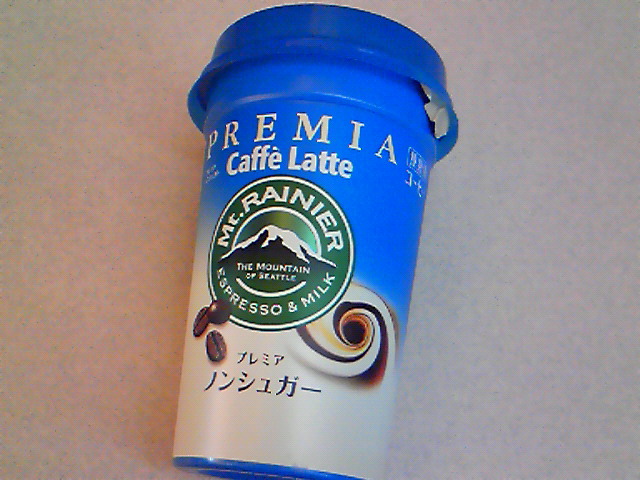 PREMIA
Caffè Latte
Mt. RAINIER
THE MOUNTAIN
OF SEATTLE
ESPRESSO & MILK
プレミア
ノンシュガー